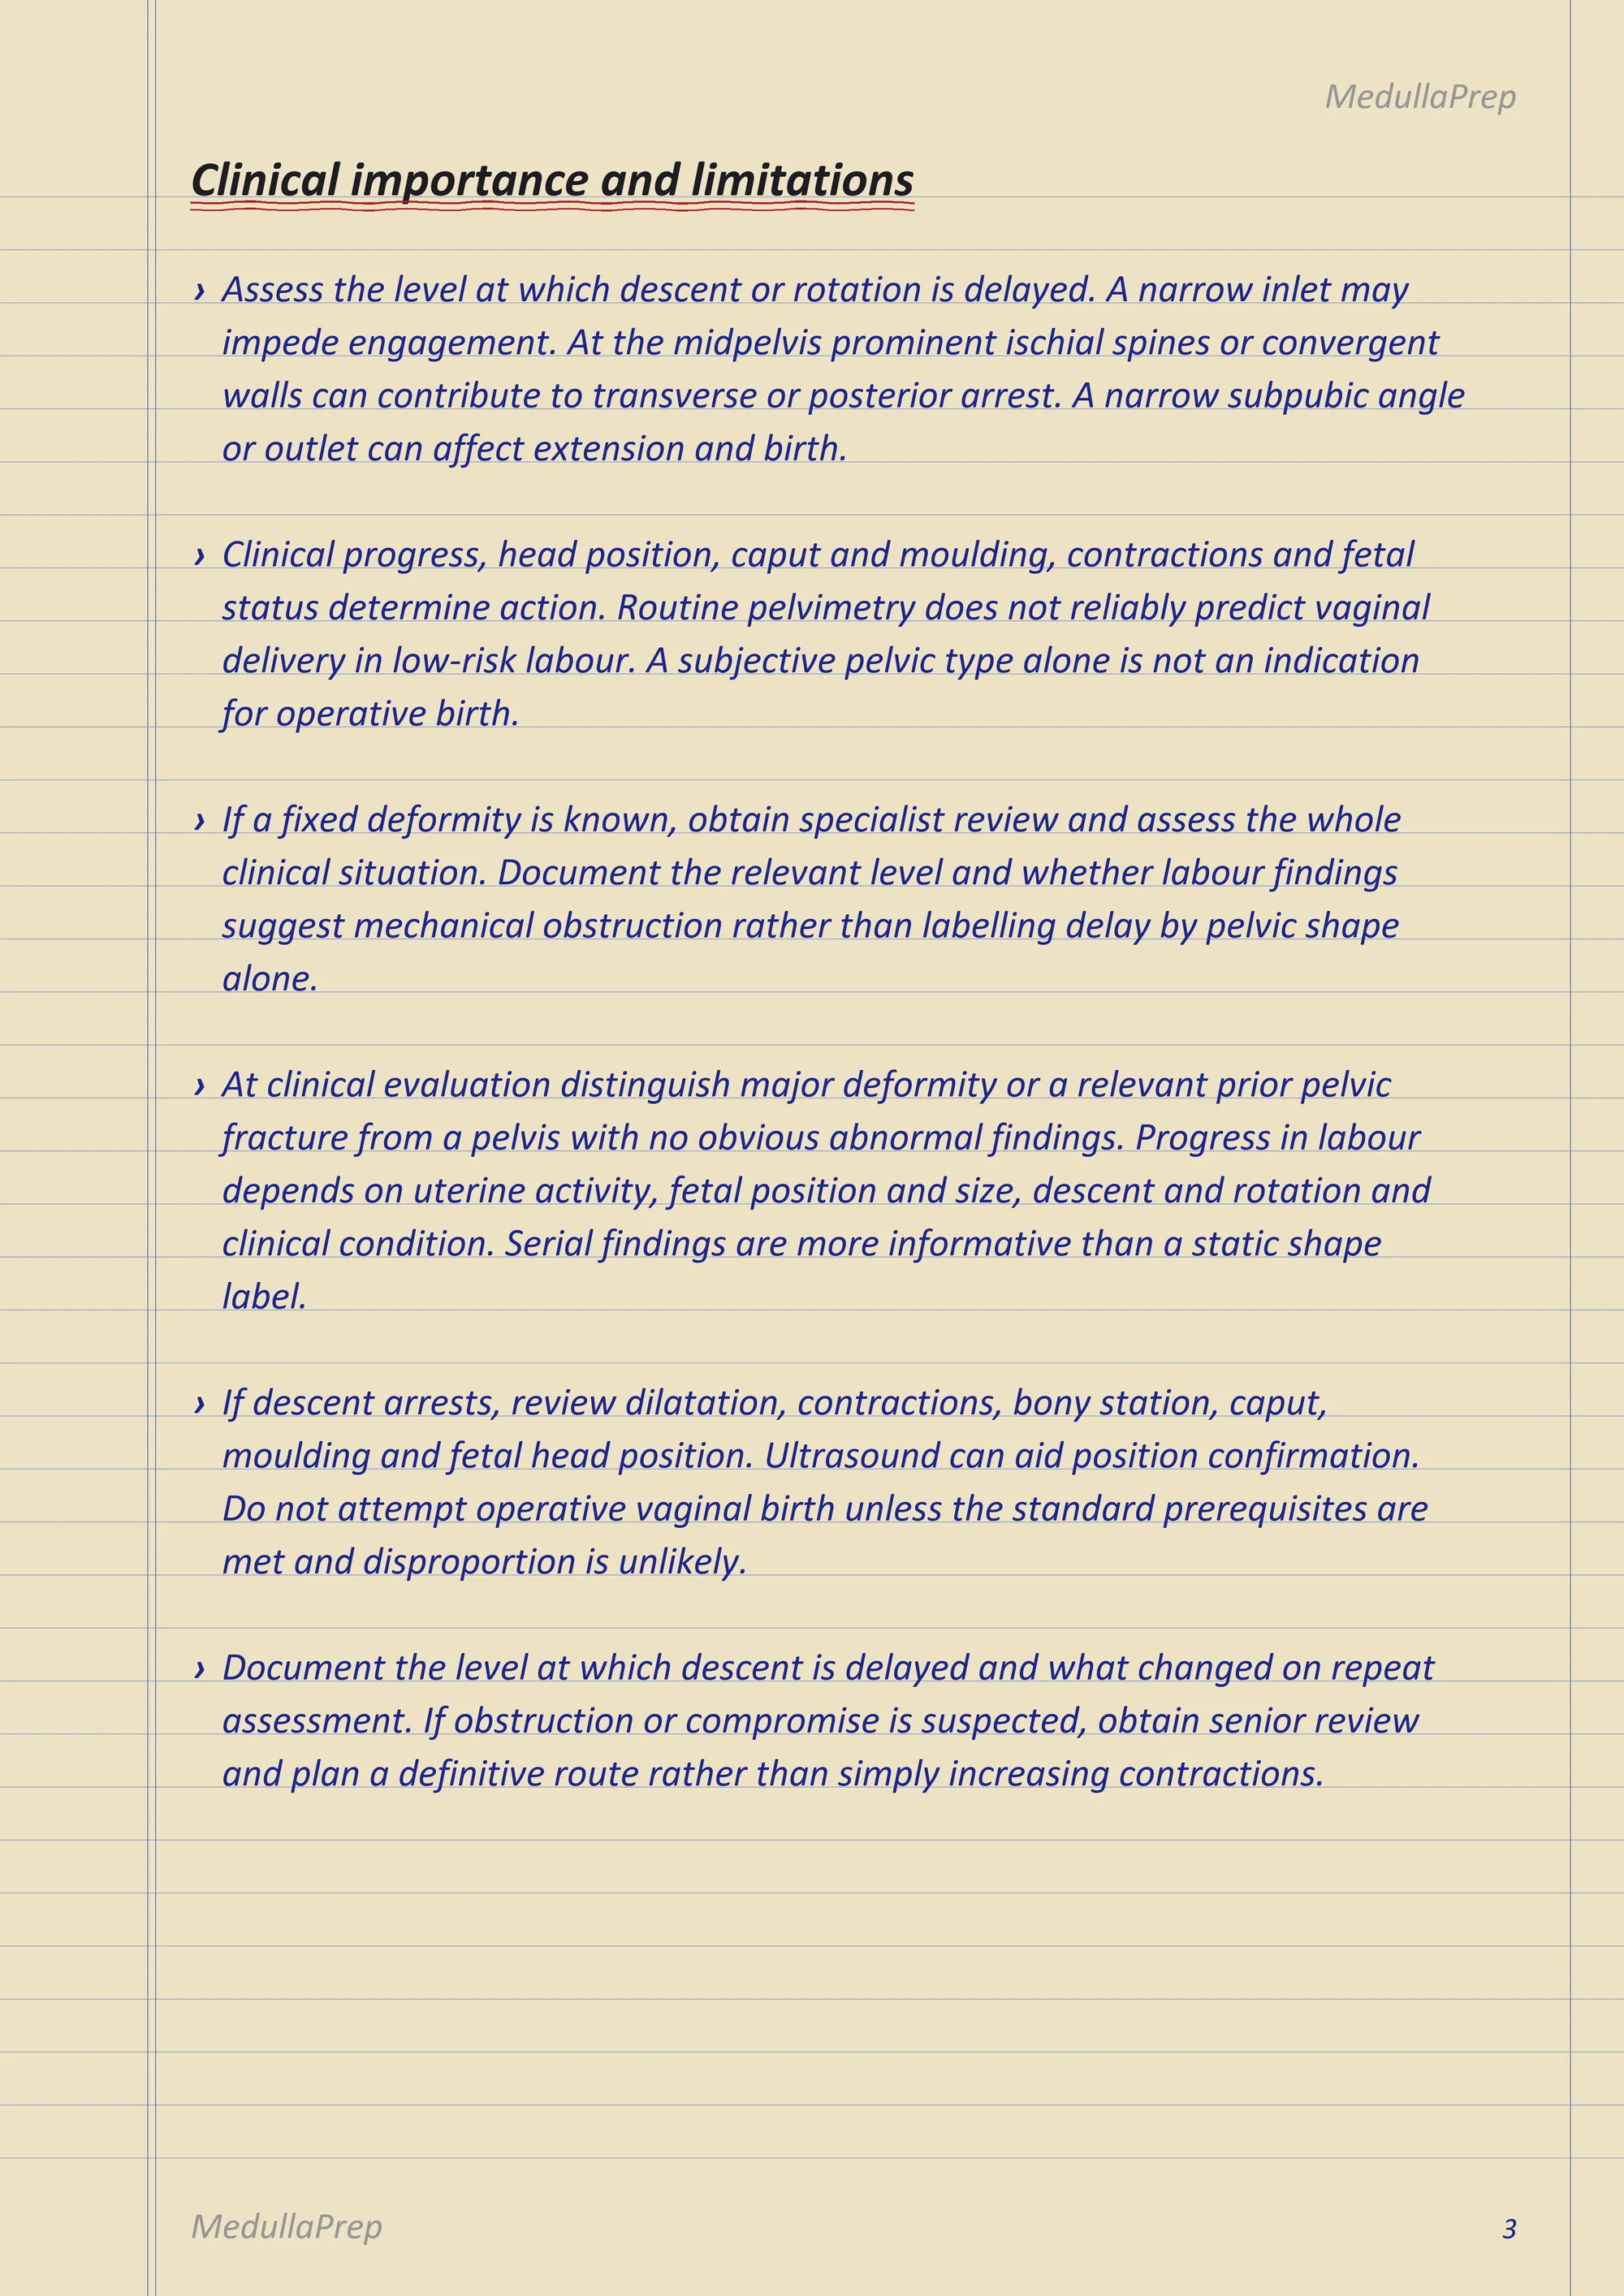 MedullaPrep
Clinical importance and limitations
› Assess the level at which descent or rotation is delayed. A narrow inlet may
impede engagement. At the midpelvis prominent ischial spines or convergent
walls can contribute to transverse or posterior arrest. A narrow subpubic angle
or outlet can affect extension and birth.
› Clinical progress, head position, caput and moulding, contractions and fetal
status determine action. Routine pelvimetry does not reliably predict vaginal
delivery in low-risk labour. A subjective pelvic type alone is not an indication
for operative birth.
› If a fixed deformity is known, obtain specialist review and assess the whole
clinical situation. Document the relevant level and whether labour findings
suggest mechanical obstruction rather than labelling delay by pelvic shape
alone.
› At clinical evaluation distinguish major deformity or a relevant prior pelvic
fracture from a pelvis with no obvious abnormal findings. Progress in labour
depends on uterine activity, fetal position and size, descent and rotation and
clinical condition. Serial findings are more informative than a static shape
label.
› If descent arrests, review dilatation, contractions, bony station, caput,
moulding and fetal head position. Ultrasound can aid position confirmation.
Do not attempt operative vaginal birth unless the standard prerequisites are
met and disproportion is unlikely.
› Document the level at which descent is delayed and what changed on repeat
assessment. If obstruction or compromise is suspected, obtain senior review
and plan a definitive route rather than simply increasing contractions.
MedullaPrep
3